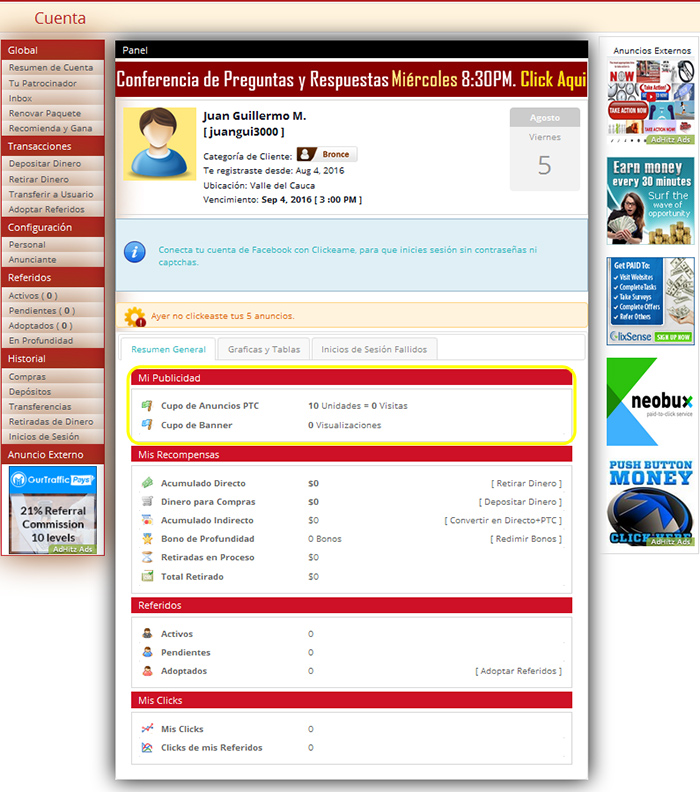 Cuenta
Global
Resumen de Cuenta
Tu Patrocinador
Inbox
Renovar Paquete
Recomienda y Gana
Transacciones
Depositar Dinero
Retirar Dinero
Transferir a Usuario
Adoptar Referidos
Configuración
Personal
Anunciante
Referidos
Activos ( 0 )
Pendientes ( 0 )
Adoptados ( 0 )
En Profundidad
Historial
Compras
Depósitos
Transferencias
Retiradas de Dinero
Inicios de Sesión
Anuncio Externo
OurTraffic Pays
21% Referral
Commission
10 levels
AdHitz Ads
Panel
Conferencia de Preguntas y Respuestas Miércoles 8:30PM. Click Aqui
Juan Guillermo M.
[ juangui3000 ]
Categoría de Cliente: Bronce
Te registraste desde: Aug 4, 2016
Ubicación: Valle del Cauca
Vencimiento: Sep 4, 2016 [ 3 :00 PM ]
Agosto
Viernes
5
Conecta tu cuenta de Facebook con Clickeame, para que inicies sesión sin contraseñas ni
captchas.
Ayer no clickeaste tus 5 anuncios.
Resumen General
Graficas y Tablas
Inicios de Sesión Fallidos
Mi Publicidad
Cupo de Anuncios PTC 10 Unidades = 0 Visitas
Cupo de Banner 0 Visualizaciones
Mis Recompensas
Acumulado Directo $0 [ Retirar Dinero ]
Dinero para Compras $0 [ Depositar Dinero ]
Acumulado Indirecto $0 [ Convertir en Directo+PTC ]
Bono de Profundidad 0 Bonos [ Redimir Bonos ]
Retiradas en Proceso $0
Total Retirado $0
Referidos
Activos 0
Pendientes 0
Adoptados 0 [ Adoptar Referidos ]
Mis Clicks
Mis Clicks 0
Clicks de mis Referidos 0
Anuncios Externos
NOW
Take Action!
TAKE ACTION NOW
TAKE ACTION NOW
AdHitz Ads
Earn money
every 30 minutes
Surf the
wave of
opportunity
Get PAID To:
Visit Websites
Complete Tasks
Take Surveys
Complete Offers
Refer Others
ClixSense
SIGN UP NOW
neobux
paid-to-click-service
PUSH BUTTON
MONEY
CLICK HERE
AdHitz Ads